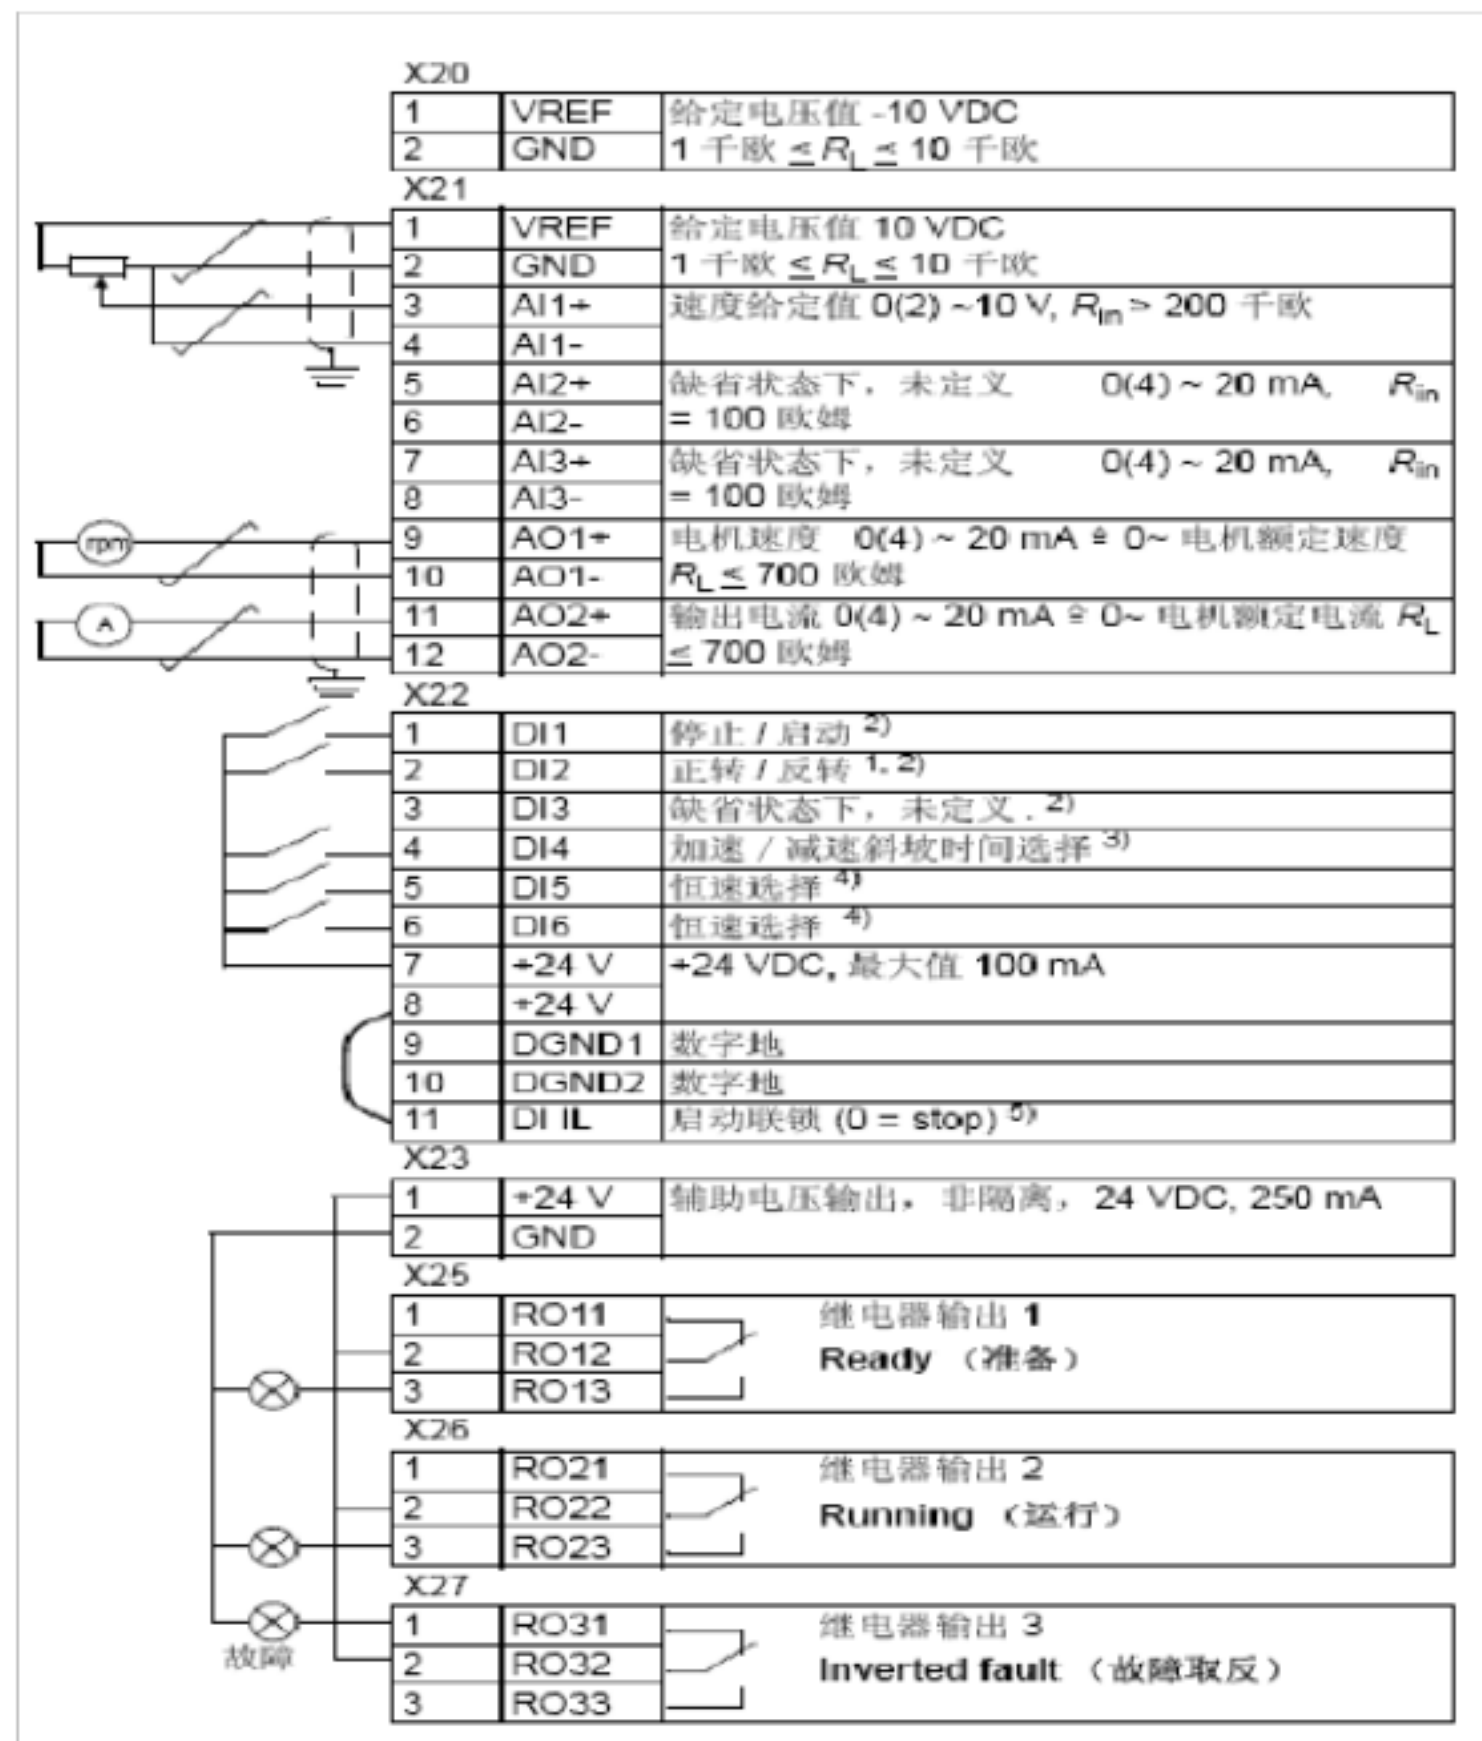 X20
1 VREF 给定电压值 -10 VDC
2 GND 1 千欧 ≤ RL ≤ 10 千欧
X21
1 VREF 给定电压值 10 VDC
2 GND 1 千欧 ≤ RL ≤ 10 千欧
3 AI1+ 速度给定值 0(2) ~10 V, Rin > 200 千欧
4 AI1-
5 AI2+ 缺省状态下，未定义 0(4) ~ 20 mA, Rin
6 AI2- = 100 欧姆
7 AI3+ 缺省状态下，未定义 0(4) ~ 20 mA, Rin
8 AI3- = 100 欧姆
rpm 9 AO1+ 电机速度 0(4) ~ 20 mA ≙ 0~ 电机额定速度
10 AO1- RL ≤ 700 欧姆
A 11 AO2+ 输出电流 0(4) ~ 20 mA ≙ 0~ 电机额定电流 RL
12 AO2- ≤ 700 欧姆
X22
1 DI1 停止 / 启动 2)
2 DI2 正转 / 反转 1, 2)
3 DI3 缺省状态下，未定义 . 2)
4 DI4 加速 / 减速斜坡时间选择 3)
5 DI5 恒速选择 4)
6 DI6 恒速选择 4)
7 +24 V +24 VDC, 最大值 100 mA
8 +24 V
9 DGND1 数字地
10 DGND2 数字地
11 DI IL 启动联锁 (0 = stop) 5)
X23
1 +24 V 辅助电压输出，非隔离，24 VDC, 250 mA
2 GND
X25
1 RO11 继电器输出 1
2 RO12 Ready （准备）
3 RO13
X26
1 RO21 继电器输出 2
2 RO22 Running （运行）
3 RO23
X27
1 RO31 继电器输出 3
故障 2 RO32 Inverted fault （故障取反）
3 RO33